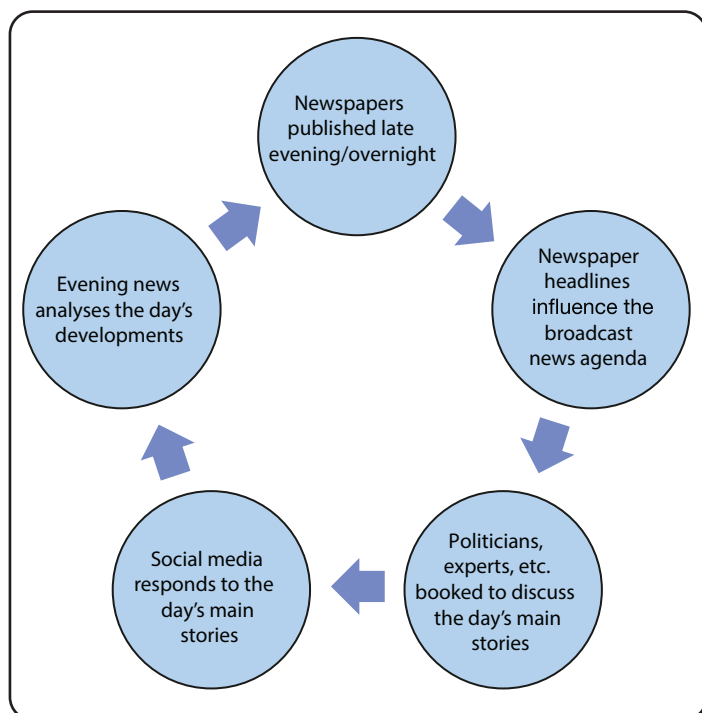 Newspapers
published late
evening/overnight
Newspaper
headlines
influence the
broadcast
news agenda
Politicians,
experts, etc.
booked to discuss
the day's main
stories
Social media
responds to the
day's main
stories
Evening news
analyses the day's
developments